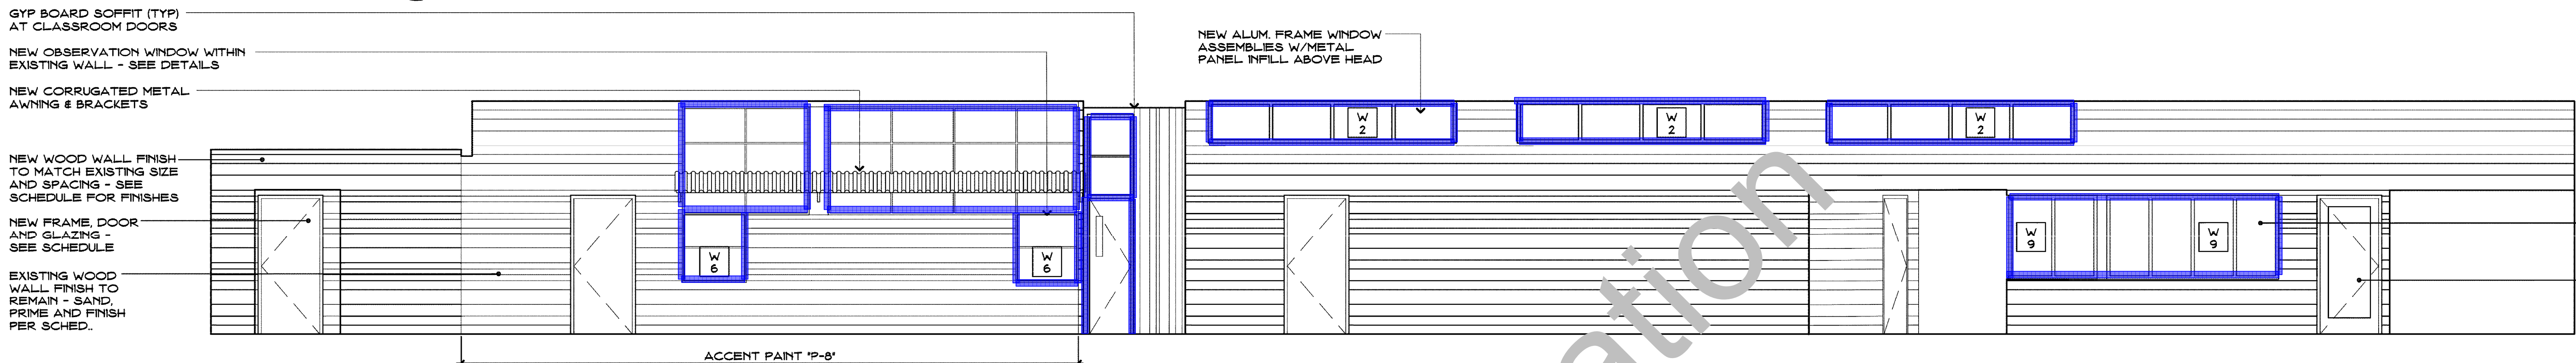 GYP BOARD SOFFIT (TYP)
AT CLASSROOM DOORS
NEW OBSERVATION WINDOW WITHIN
EXISTING WALL - SEE DETAILS
NEW CORRUGATED METAL
AWNING & BRACKETS
NEW WOOD WALL FINISH
TO MATCH EXISTING SIZE
AND SPACING - SEE
SCHEDULE FOR FINISHES
NEW FRAME, DOOR
AND GLAZING -
SEE SCHEDULE
EXISTING WOOD
WALL FINISH TO
REMAIN - SAND,
PRIME AND FINISH
PER SCHED..
NEW ALUM. FRAME WINDOW
ASSEMBLIES W/METAL
PANEL INFILL ABOVE HEAD
W
2
W
2
W
2
W
6
W
6
W
9
W
9
ACCENT PAINT "P-8"
ation